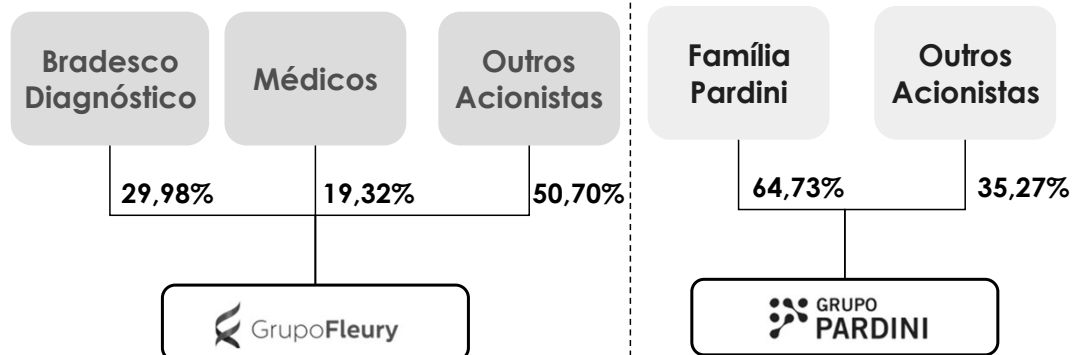 Bradesco
Diagnóstico
Médicos
Outros
Acionistas
Família
Pardini
Outros
Acionistas
29,98%
19,32%
50,70%
64,73%
35,27%
GrupoFleury
GRUPO
PARDINI